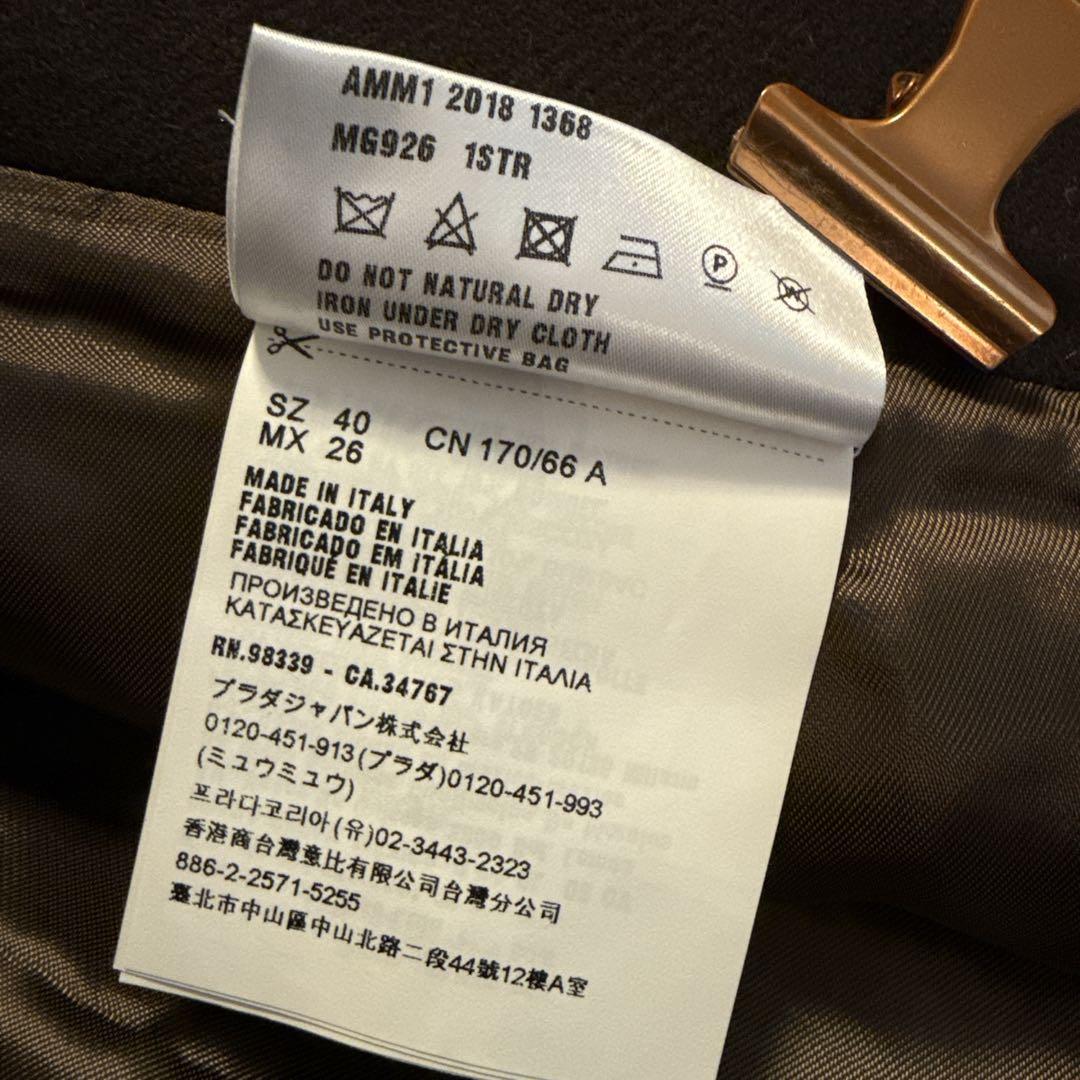 AMM1 2018 1368
MG926 1STR
P
W
DO NOT NATURAL DRY
IRON UNDER DRY CLOTH
USE PROTECTIVE BAG
SZ 40
MX 26 CN 170/66 A
MADE IN ITALY
FABRICADO EN ITALIA
FABRICADO EM ITÁLIA
FABRIQUÉ EN ITALIE
ПРОИЗВЕДЕНО В ИТАЛИЯ
ΚΑΤΑΣΚΕΥΑΖΕΤΑΙ ΣΤΗΝ ΙΤΑΛΙΑ
RN.98339 - CA.34767
プラダジャパン株式会社
0120-451-913(プラダ)0120-451-993
(ミュウミュウ)
프라다코리아(유)02-3443-2323
香港商台灣意比有限公司台灣分公司
886-2-2571-5255
臺北市中山區中山北路二段44號12樓A室